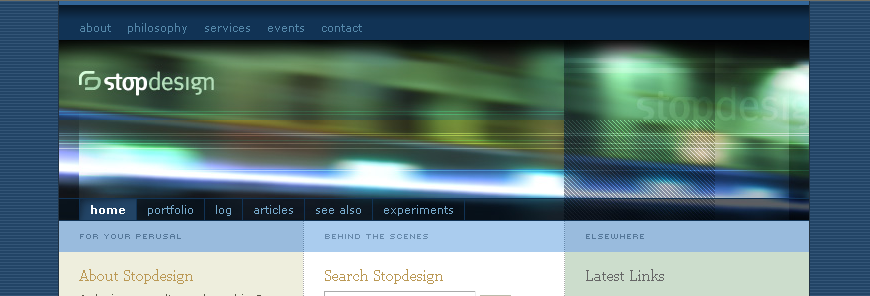 about philosophy services events contact
stopdesign
stopdesig
home portfolio log articles see also experiments
FOR YOUR PERUSAL BEHIND THE SCENES ELSEWHERE
About Stopdesign Search Stopdesign Latest Links